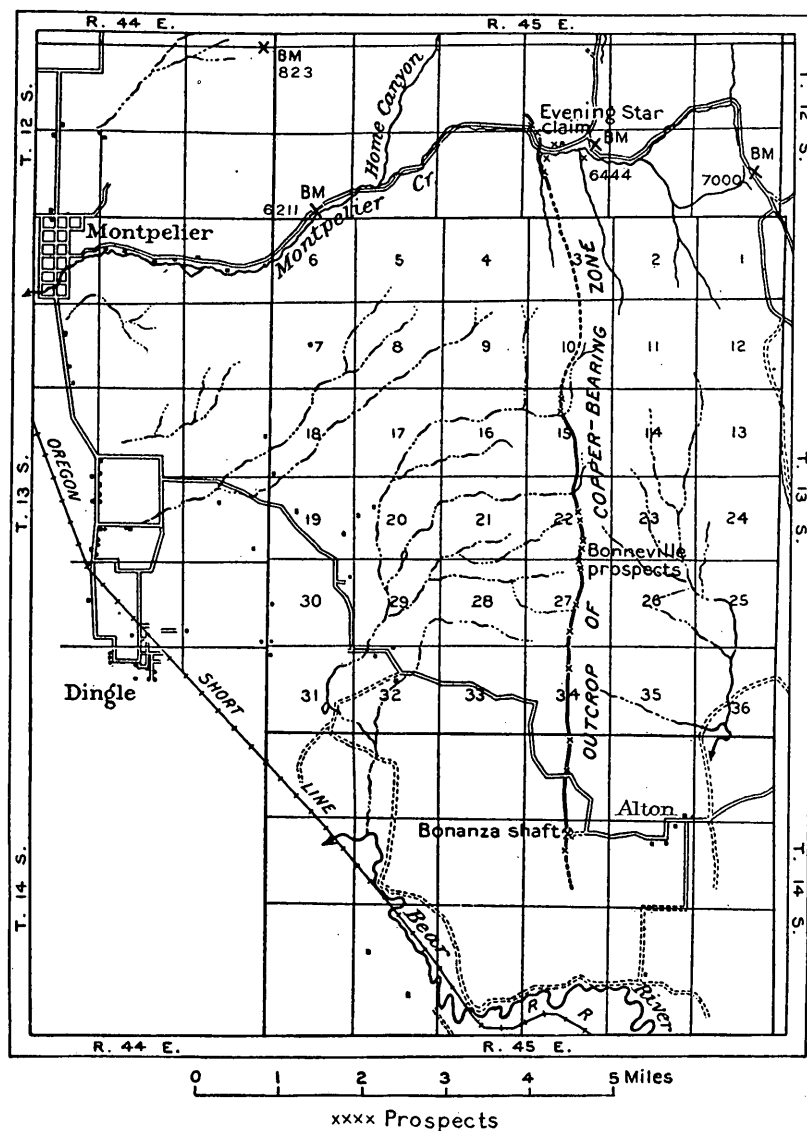 R. 44 E.
R. 45 E.
T. 12 S.
T. 12 S.
BM
823
Home Canyon
Evening Star
claim
BM
6444
BM
7000
BM
6211
Montpelier Cr.
Montpelier
6 5 4 3 2 1
7 8 9 10 11 12
18 17 16 15 14 13
19 20 21 22 23 24
30 29 28 27 26 25
31 32 33 34 35 36
OUTCROP OF COPPER-BEARING ZONE
T. 13 S.
T. 13 S.
OREGON SHORT LINE
Bonneville
prospects
Dingle
Alton
Bonanza shaft
T. 14 S.
T. 14 S.
Bear River
R R
R. 44 E.
R. 45 E.
0 1 2 3 4 5 Miles
xxxx Prospects